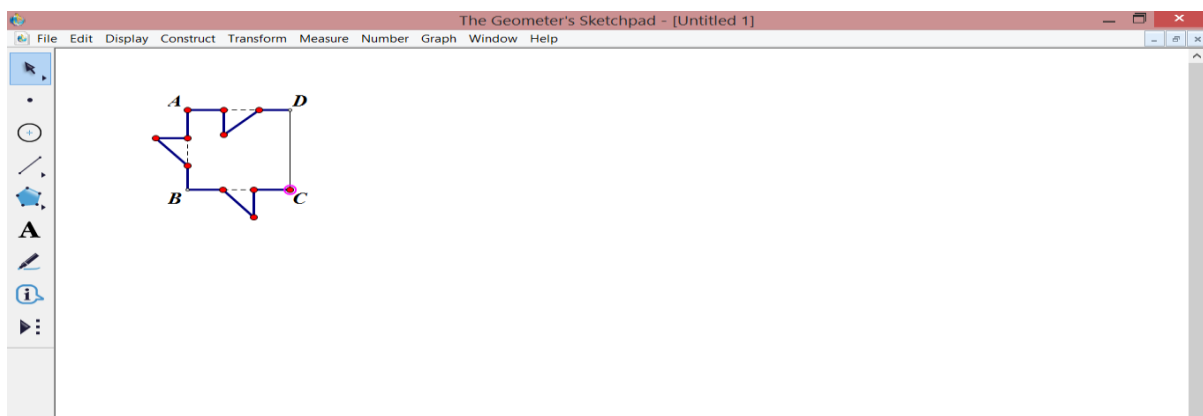 The Geometer's Sketchpad - [Untitled 1]
File Edit Display Construct Transform Measure Number Graph Window Help
A D
B C
A